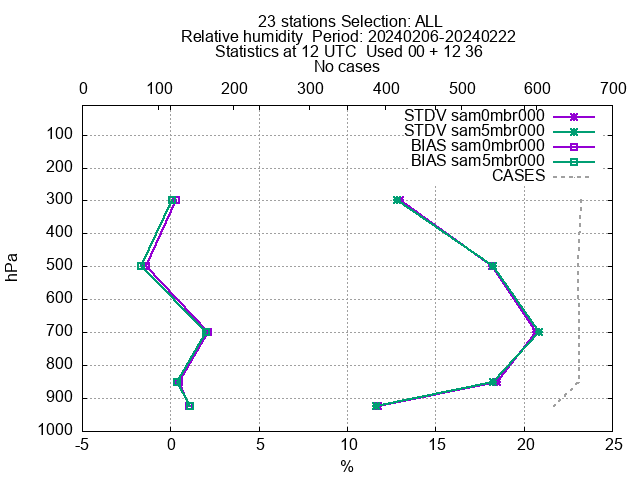 23 stations Selection: ALL
Relative humidity  Period: 20240206-20240222
Statistics at 12 UTC  Used 00 + 12 36
No cases
0 100 200 300 400 500 600 700
STDV sam0mbr000
STDV sam5mbr000
BIAS sam0mbr000
BIAS sam5mbr000
CASES
hPa
100
200
300
400
500
600
700
800
900
1000
-5 0 5 10 15 20 25
%